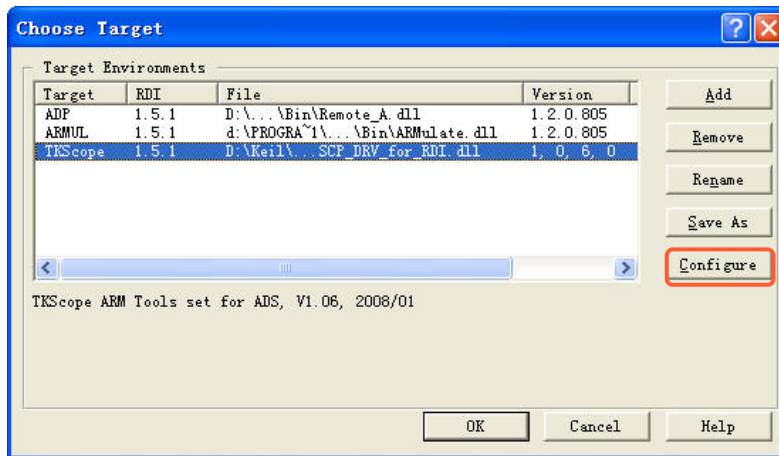 Choose Target
Target Environments
Target RDI File Version
ADP 1.5.1 D:\...\Bin\Remote_A.dll 1.2.0.805
ARMUL 1.5.1 d:\PROGRA~1\...\Bin\ARMulate.dll 1.2.0.805
TKScope 1.5.1 D:\Keil\...SCP_DRV_for_RDI.dll 1, 0, 6, 0
Add
Remove
Rename
Save As
Configure
TKScope ARM Tools set for ADS, V1.06, 2008/01
OK Cancel Help